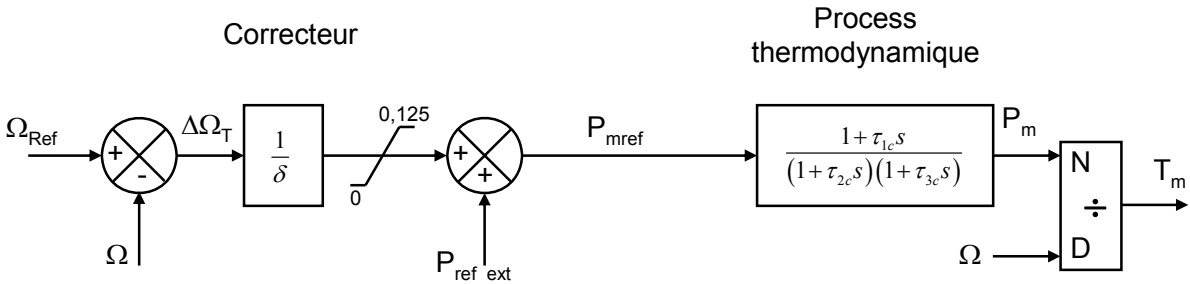 Correcteur
Process
thermodynamique
Ω_Ref
+
-
ΔΩ_T
1
δ
0,125
0
+
+
P_mref
1+τ_1c s
(1+τ_2c s)(1+τ_3c s)
P_m
N
÷
D
T_m
Ω
P_ref ext
Ω